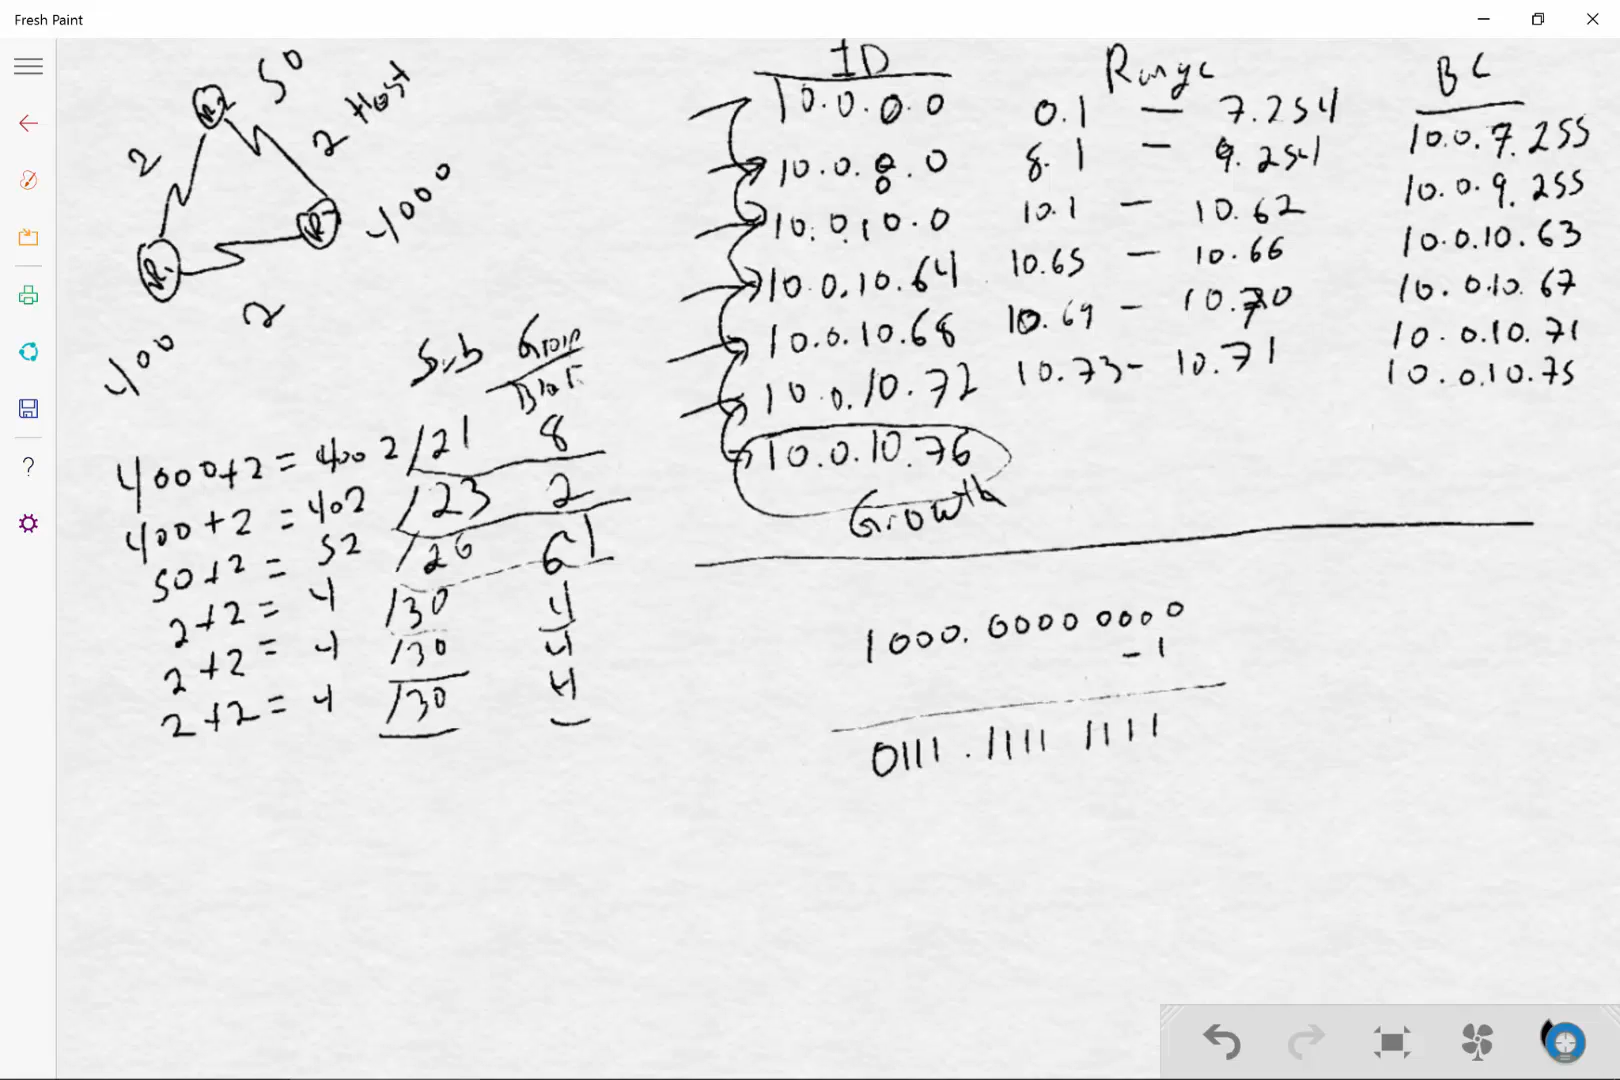 Fresh Paint
R2
50
2 Host
2
R1
4000
2
400
ID
Range
BC
10.0.0.0
0.1 – 7.254
10.0.7.255
10.0.8.0
8.1 – 9.254
10.0.9.255
10.0.10.0
10.1 – 10.62
10.0.10.63
10.0.10.64
10.65 – 10.66
10.0.10.67
10.0.10.68
10.69 – 10.70
10.0.10.71
10.0.10.72
10.73 – 10.71
10.0.10.75
10.0.10.76
Growth
Sub
4000+2 = 4002 /21 8
400+2 = 402 /23 2
50+2 = 52 /26 64
2+2 = 4 /30 4
2+2 = 4 /30 4
2+2 = 4 /30 4
1000.0000 0000
-1
0111.1111 1111
?